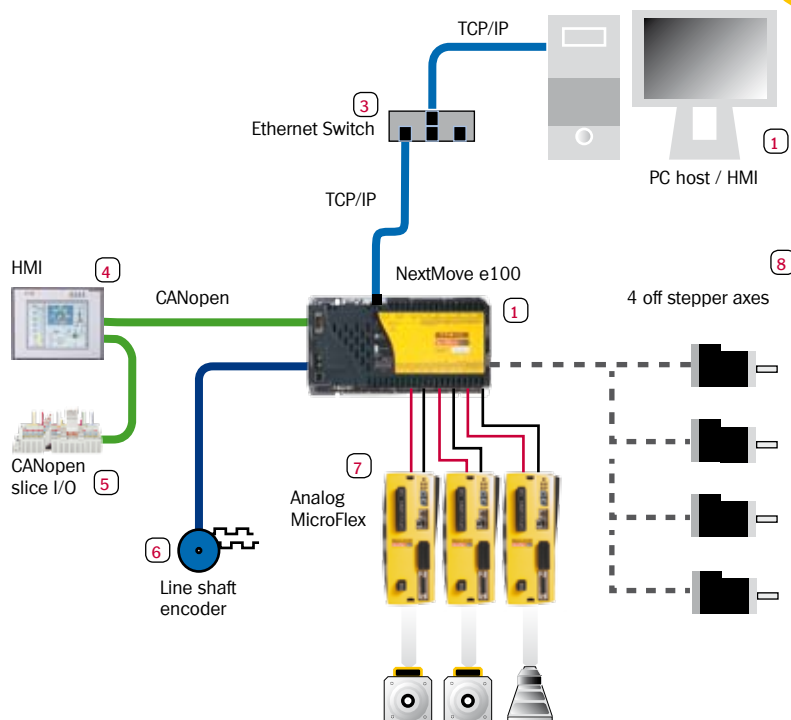 TCP/IP
3
Ethernet Switch
1
PC host / HMI
TCP/IP
HMI
4
CANopen
NextMove e100
1
8
4 off stepper axes
CANopen
slice I/O
5
7
Analog
MicroFlex
6
Line shaft
encoder